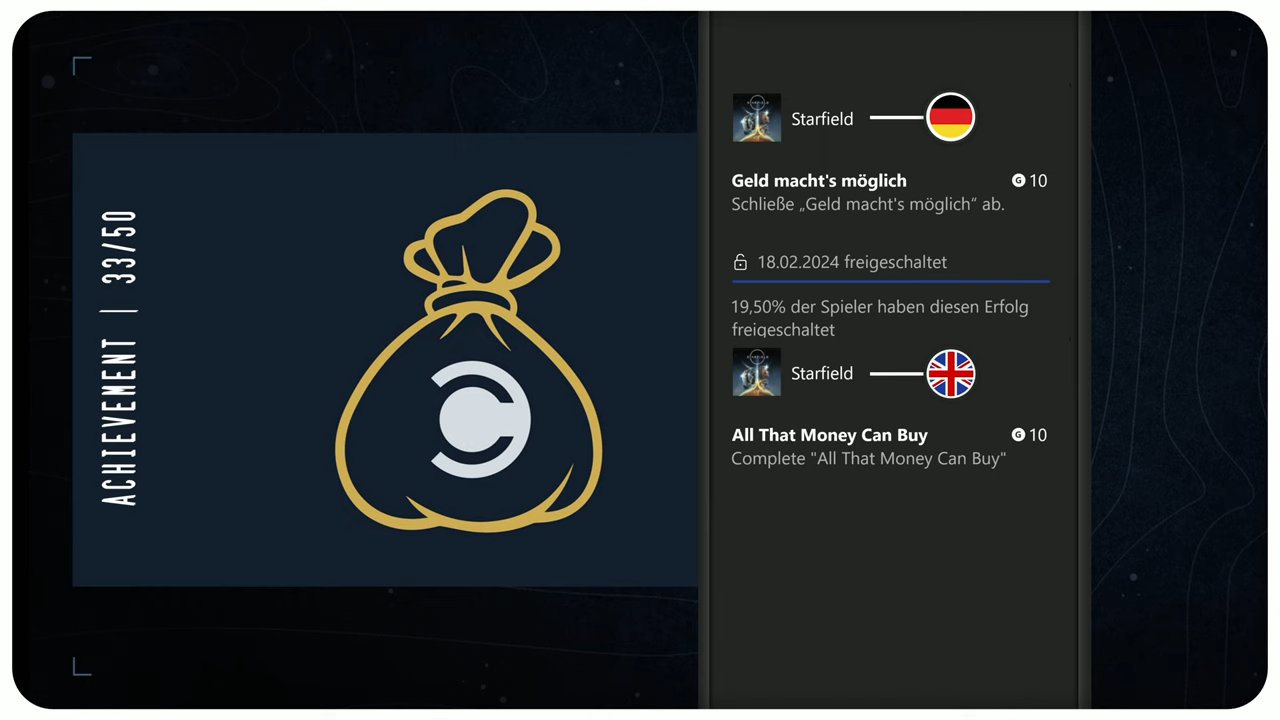 ACHIEVEMENT | 33/50
Starfield
Geld macht's möglich
G 10
Schließe „Geld macht's möglich“ ab.
18.02.2024 freigeschaltet
19,50% der Spieler haben diesen Erfolg
freigeschaltet
Starfield
All That Money Can Buy
G 10
Complete "All That Money Can Buy"